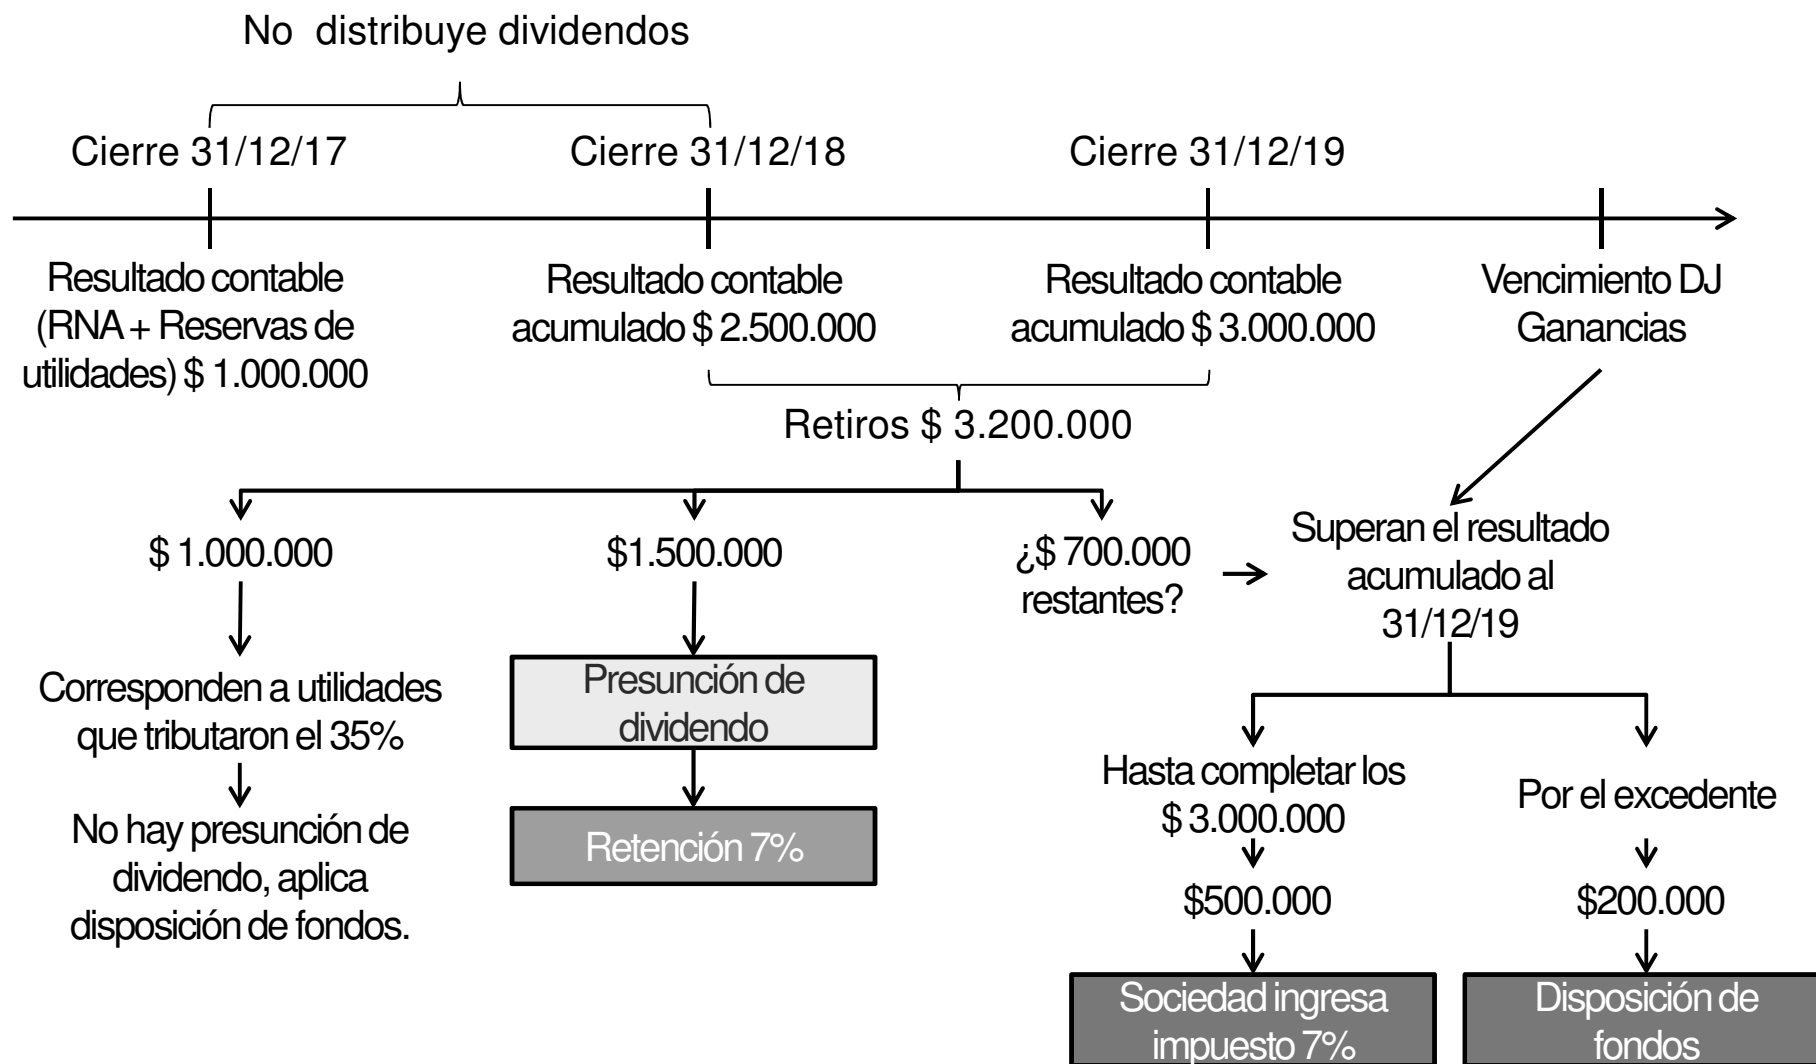 No distribuye dividendos
Cierre 31/12/17
Cierre 31/12/18
Cierre 31/12/19
Resultado contable
(RNA + Reservas de
utilidades) $ 1.000.000
Resultado contable
acumulado $ 2.500.000
Resultado contable
acumulado $ 3.000.000
Vencimiento DJ
Ganancias
Retiros $ 3.200.000
$ 1.000.000
$1.500.000
¿$ 700.000
restantes?
Superan el resultado
acumulado al
31/12/19
Corresponden a utilidades
que tributaron el 35%
No hay presunción de
dividendo, aplica
disposición de fondos.
Presunción de
dividendo
Retención 7%
Hasta completar los
$ 3.000.000
$500.000
Sociedad ingresa
impuesto 7%
Por el excedente
$200.000
Disposición de
fondos